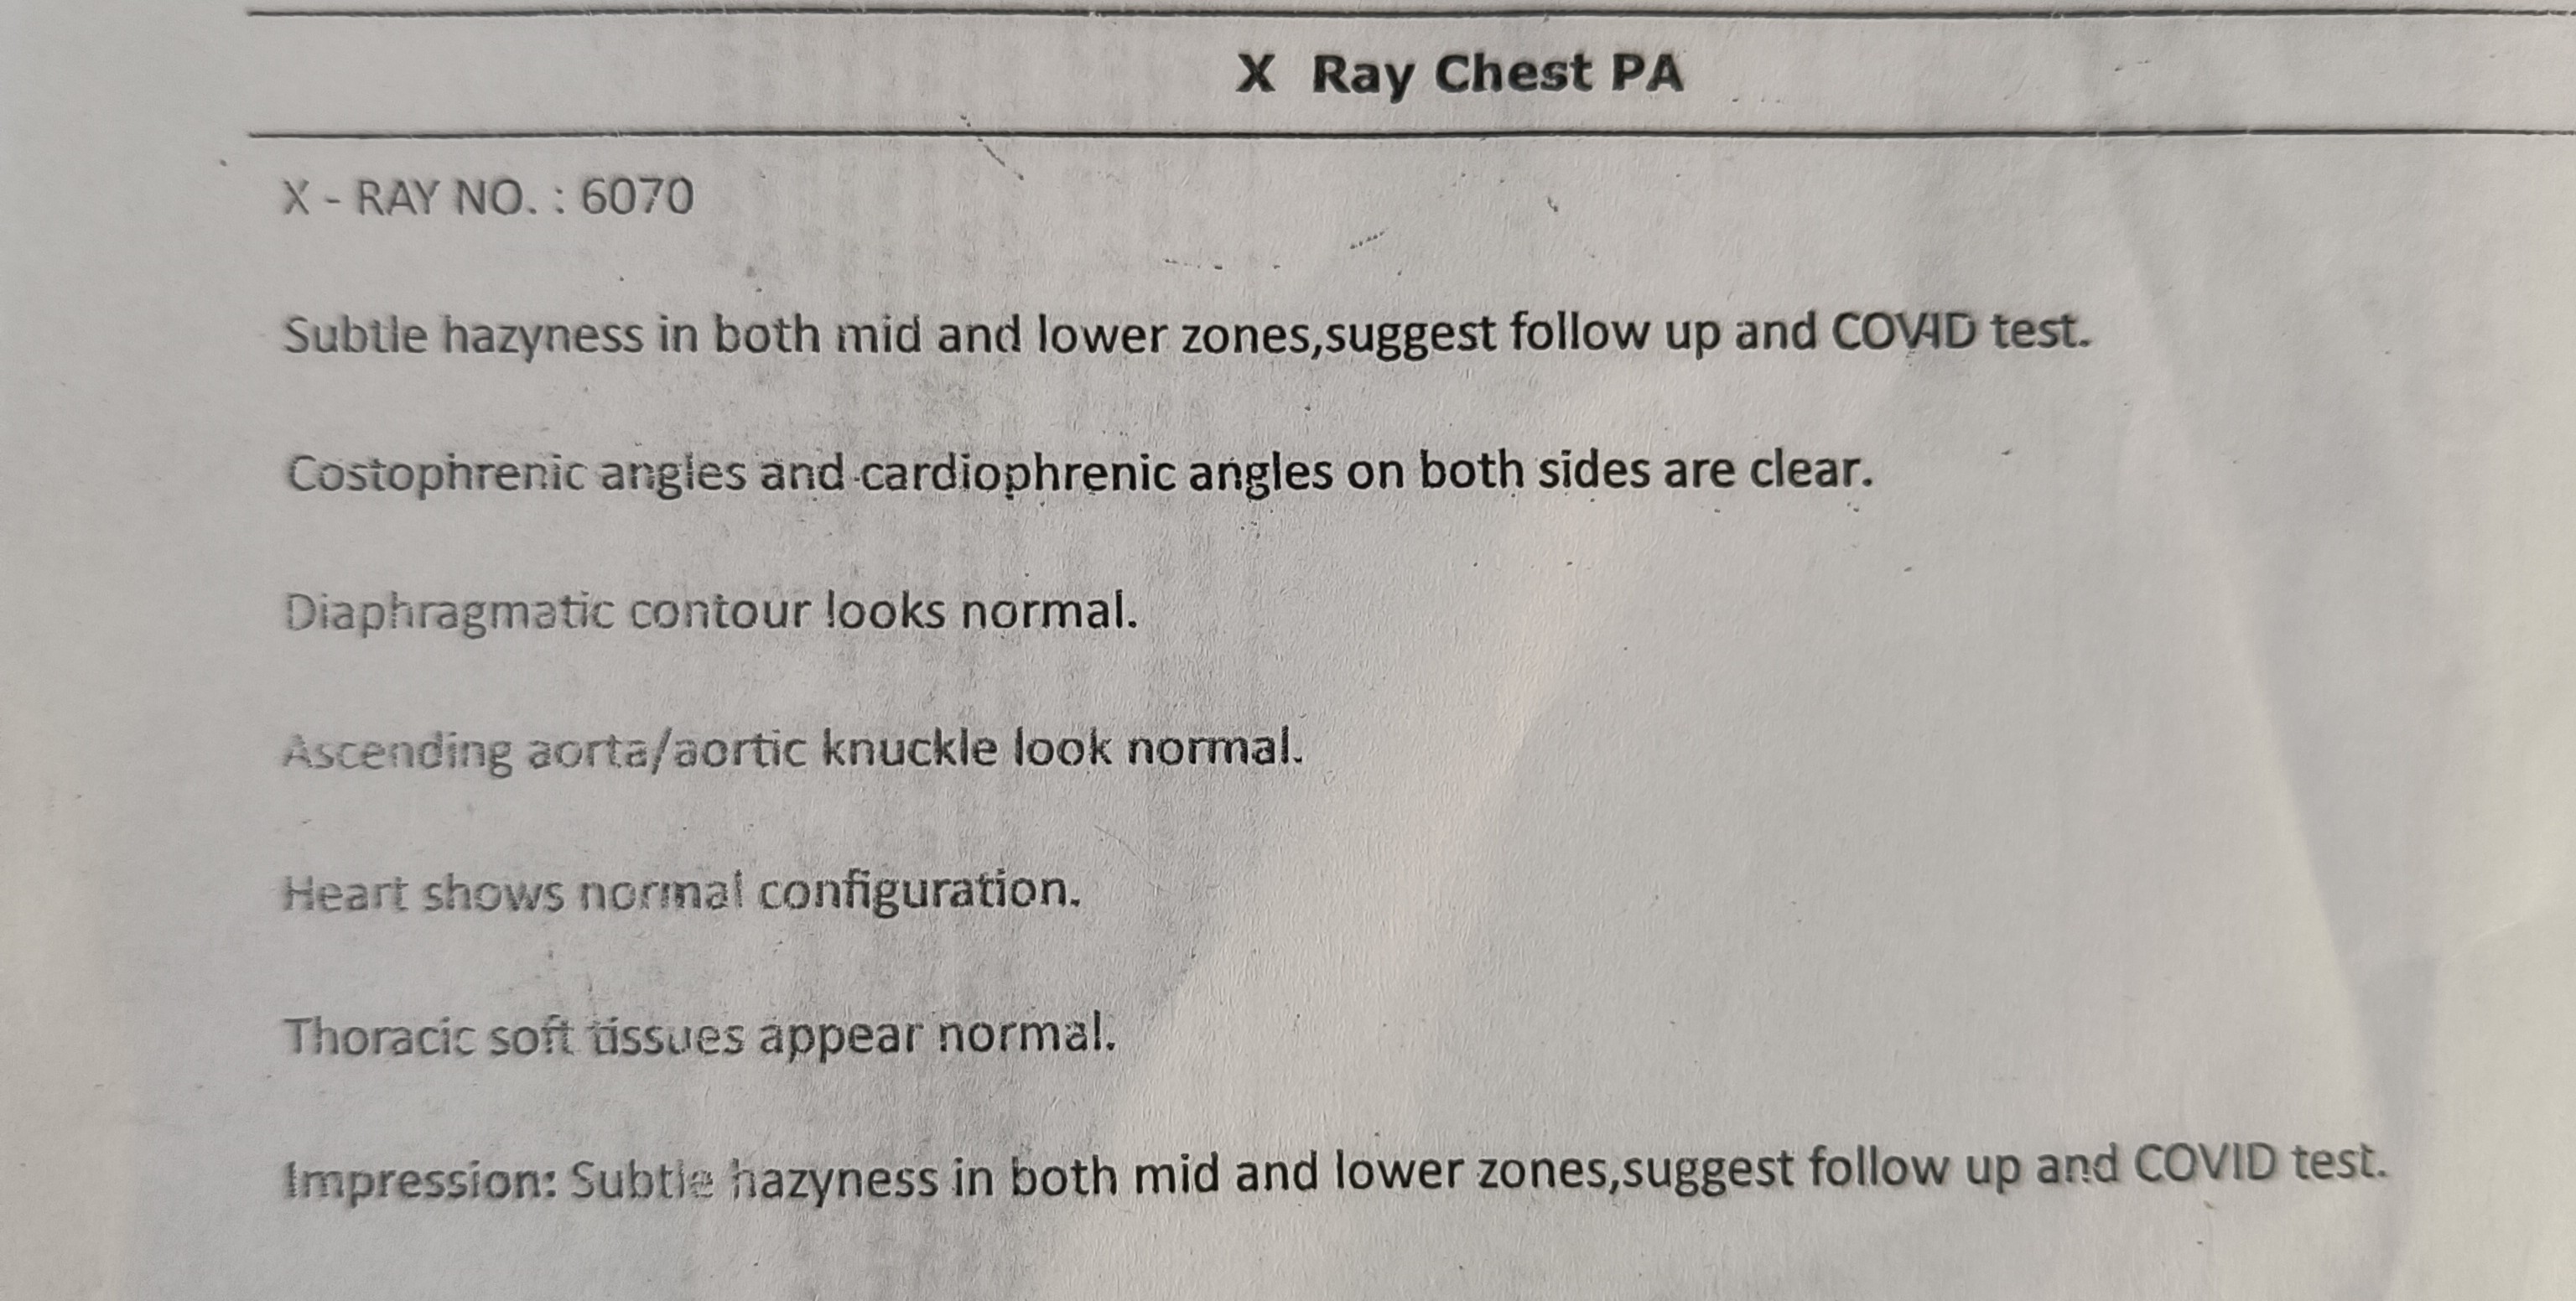 X Ray Chest PA
X - RAY NO. : 6070
Subtle hazyness in both mid and lower zones,suggest follow up and COVID test.
Costophrenic angles and cardiophrenic angles on both sides are clear.
Diaphragmatic contour looks normal.
Ascending aorta/aortic knuckle look normal.
Heart shows normal configuration.
Thoracic soft tissues appear normal.
Impression: Subtle hazyness in both mid and lower zones,suggest follow up and COVID test.